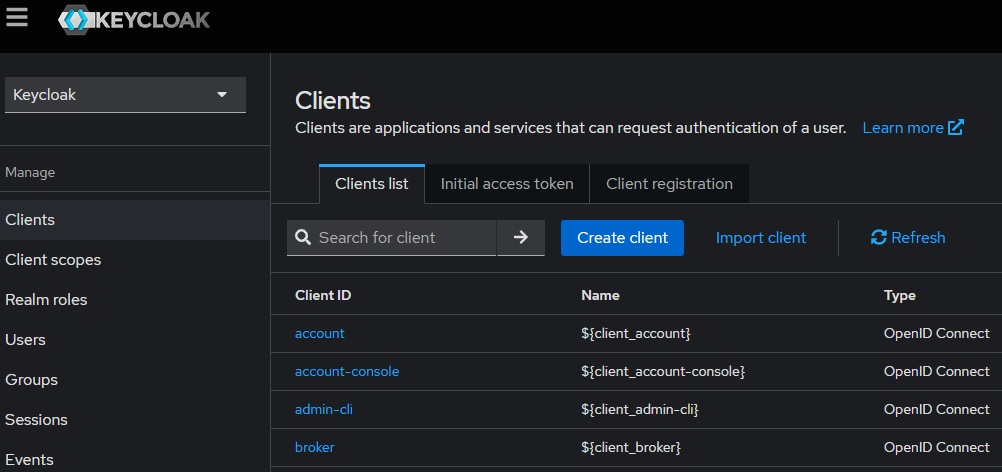 KEYCLOAK
Keycloak
Manage
Clients
Client scopes
Realm roles
Users
Groups
Sessions
Events
Clients
Clients are applications and services that can request authentication of a user. Learn more
Clients list Initial access token Client registration
Search for client Create client Import client Refresh
Client ID Name Type
account ${client_account} OpenID Connect
account-console ${client_account-console} OpenID Connect
admin-cli ${client_admin-cli} OpenID Connect
broker ${client_broker} OpenID Connect